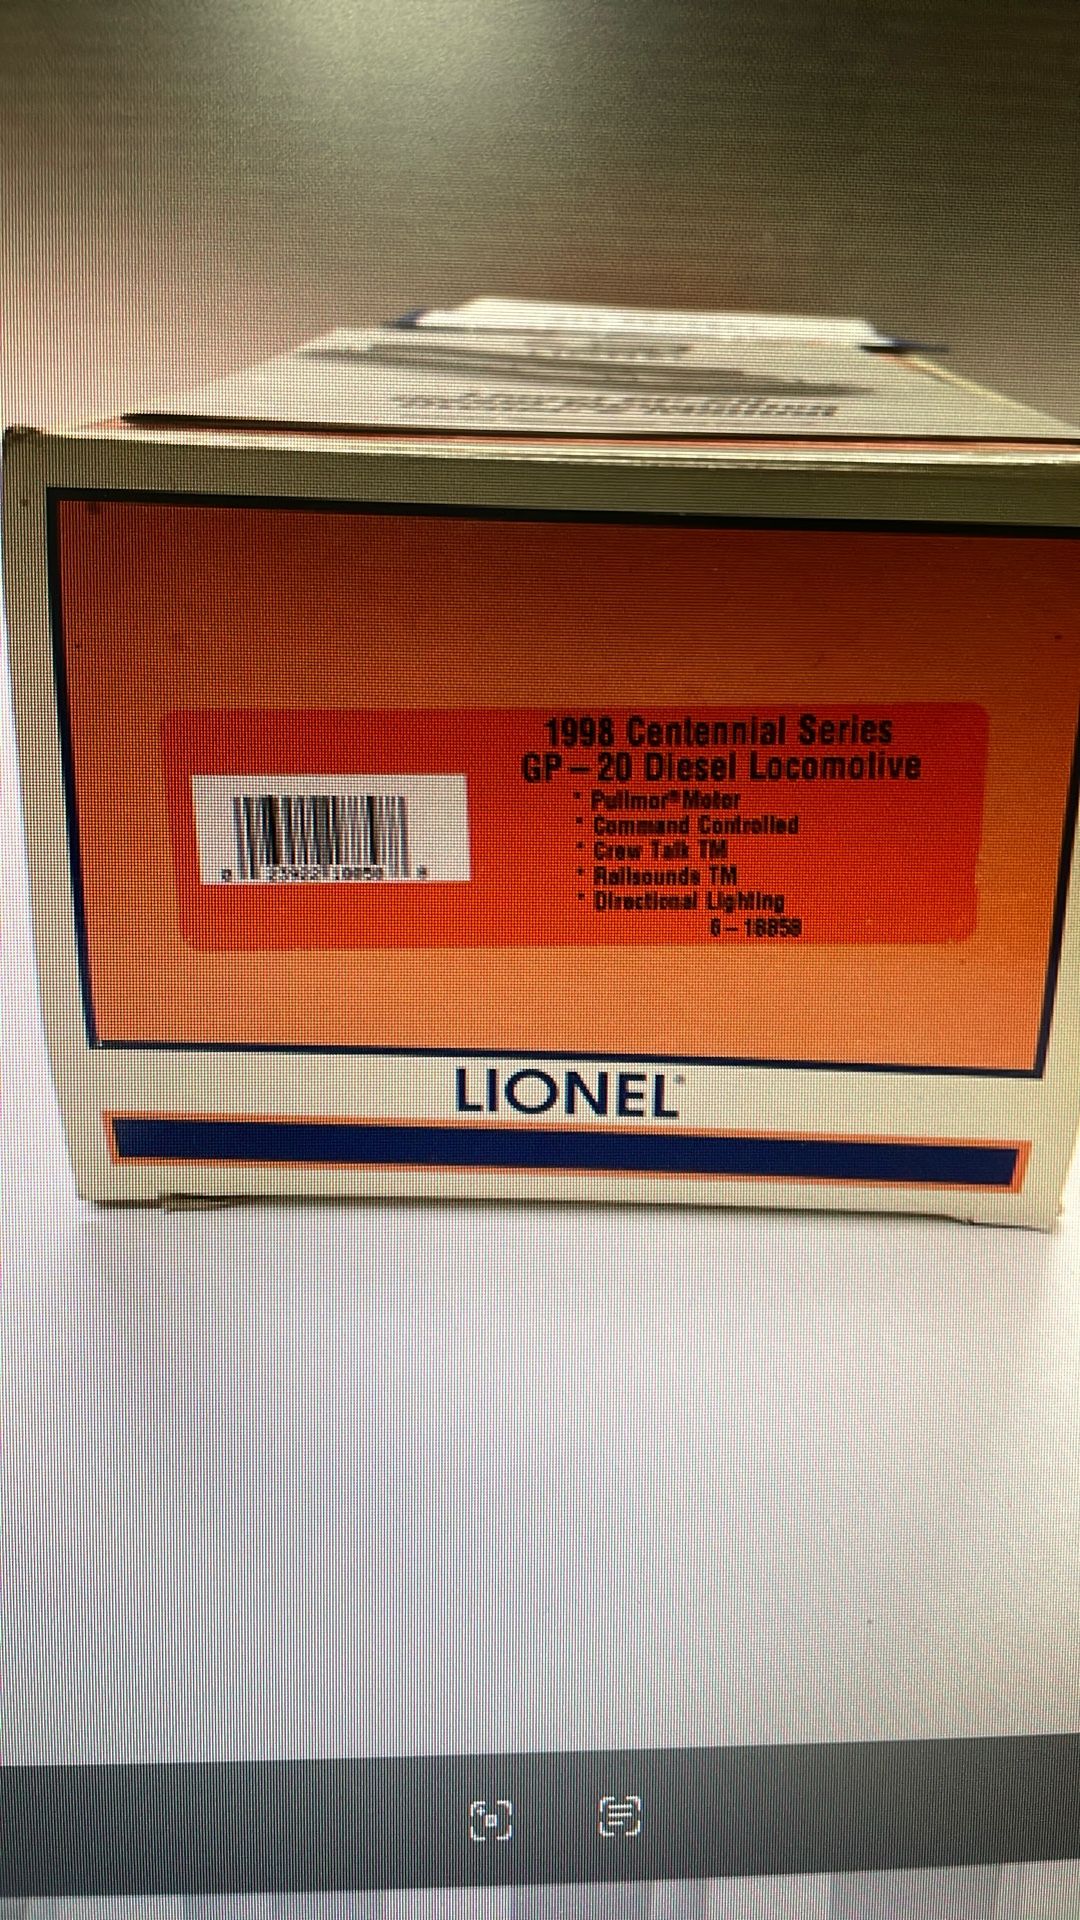 1998 Centennial Series
GP-20 Diesel Locomotive
• Pullmor® Motor
• Command Controlled
• Crew Talk TM
• Railsounds TM
• Directional Lighting
6-18858
LIONEL